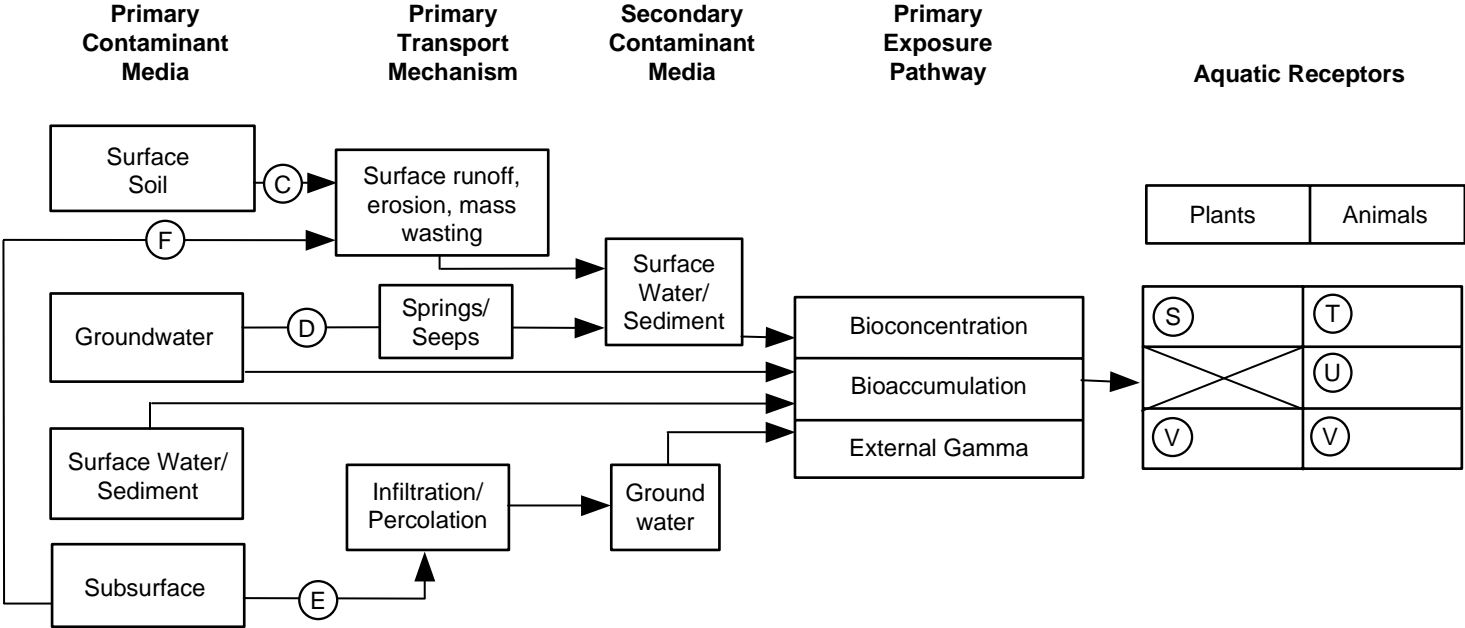 Primary
Contaminant
Media
Primary
Transport
Mechanism
Secondary
Contaminant
Media
Primary
Exposure
Pathway
Aquatic Receptors
Surface
Soil
C
Surface runoff,
erosion, mass
wasting
F
Plants
Animals
Surface
Water/
Sediment
Groundwater
D
Springs/
Seeps
Bioconcentration
Bioaccumulation
External Gamma
S
T
U
V
V
Surface Water/
Sediment
Infiltration/
Percolation
Ground
water
Subsurface
E